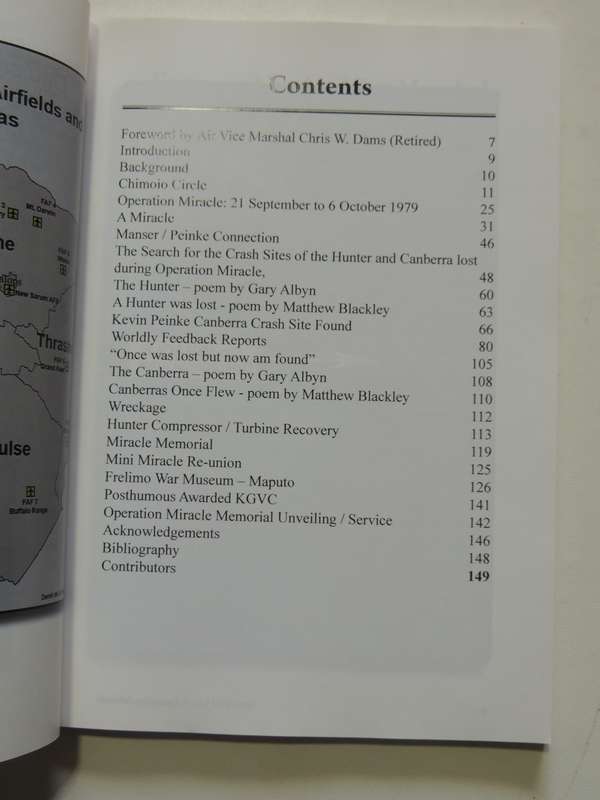 irfields and
as
FAF 4
Mt Darwin
ne
New Sarum AFB
Thras
ulse
FAF 7
Buffalo Range
Contents
Foreword by Air Vice Marshal Chris W. Dams (Retired) 7
Introduction 9
Background 10
Chimoio Circle 11
Operation Miracle: 21 September to 6 October 1979 25
A Miracle 31
Manser / Peinke Connection 46
The Search for the Crash Sites of the Hunter and Canberra lost
during Operation Miracle, 48
The Hunter – poem by Gary Albyn 60
A Hunter was lost - poem by Matthew Blackley 63
Kevin Peinke Canberra Crash Site Found 66
Worldly Feedback Reports 80
“Once was lost but now am found” 105
The Canberra – poem by Gary Albyn 108
Canberras Once Flew - poem by Matthew Blackley 110
Wreckage 112
Hunter Compressor / Turbine Recovery 113
Miracle Memorial 119
Mini Miracle Re-union 125
Frelimo War Museum – Maputo 126
Posthumous Awarded KGVC 141
Operation Miracle Memorial Unveiling / Service 142
Acknowledgements 146
Bibliography 148
Contributors 149